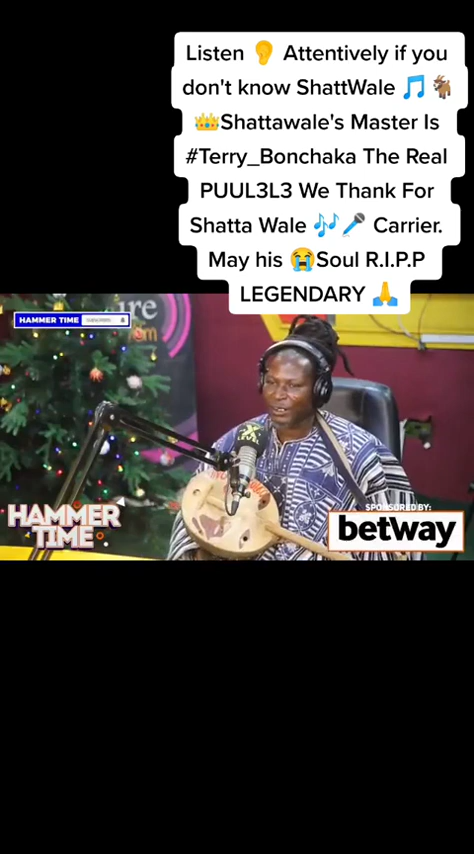 Listen 👂 Attentively if you
don't know ShattWale 🎵🐐
👑Shattawale's Master Is
#Terry_Bonchaka The Real
PUUL3L3 We Thank For
Shatta Wale 🎶🎤 Carrier.
May his 😭Soul R.I.P.P
LEGENDARY 🙏
HAMMER TIME
HAMMER
TIME
SPONSORED BY:
betway